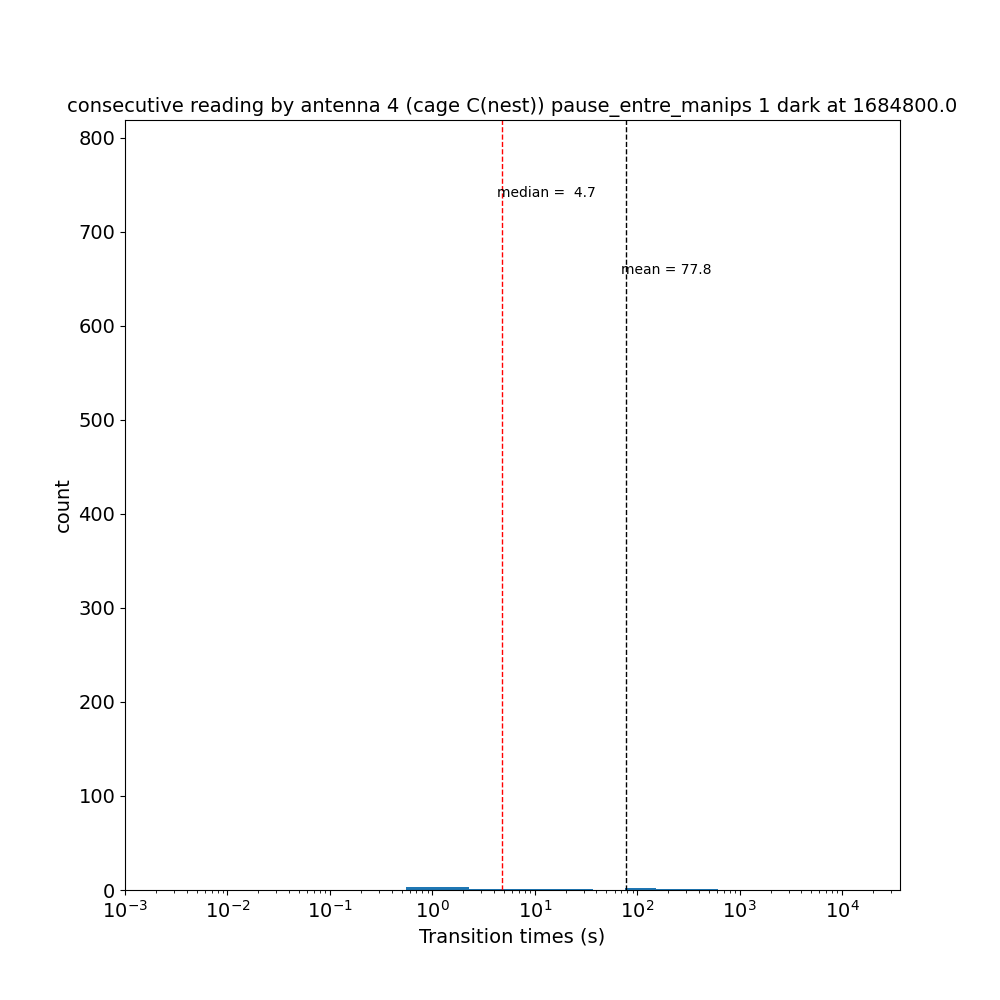 consecutive reading by antenna 4 (cage C(nest)) pause_entre_manips 1 dark at 1684800.0
800
median =  4.7
700
mean = 77.8
600
500
count
400
300
200
100
0
10⁻³ 10⁻² 10⁻¹ 10⁰ 10¹ 10² 10³ 10⁴
Transition times (s)